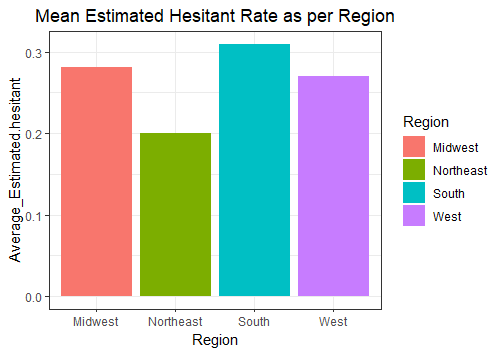 Mean Estimated Hesitant Rate as per Region
Average_Estimated.hesitant
0.3
0.2
0.1
0.0
Midwest Northeast South West
Region
Region
Midwest
Northeast
South
West